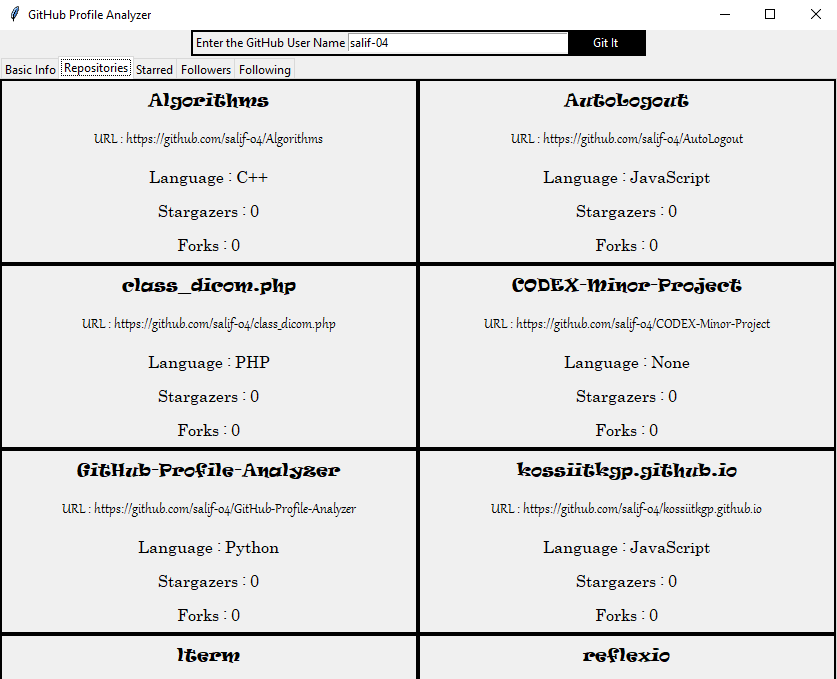 GitHub Profile Analyzer
Enter the GitHub User Name salif-04 Git It
Basic Info Repositories Starred Followers Following
Algorithms
URL : https://github.com/salif-04/Algorithms
Language : C++
Stargazers : 0
Forks : 0
AutoLogout
URL : https://github.com/salif-04/AutoLogout
Language : JavaScript
Stargazers : 0
Forks : 0
class_dicom.php
URL : https://github.com/salif-04/class_dicom.php
Language : PHP
Stargazers : 0
Forks : 0
CODEX-Minor-Project
URL : https://github.com/salif-04/CODEX-Minor-Project
Language : None
Stargazers : 0
Forks : 0
GitHub-Profile-Analyzer
URL : https://github.com/salif-04/GitHub-Profile-Analyzer
Language : Python
Stargazers : 0
Forks : 0
kossiitkgp.github.io
URL : https://github.com/salif-04/kossiitkgp.github.io
Language : JavaScript
Stargazers : 0
Forks : 0
lterm
reflexio